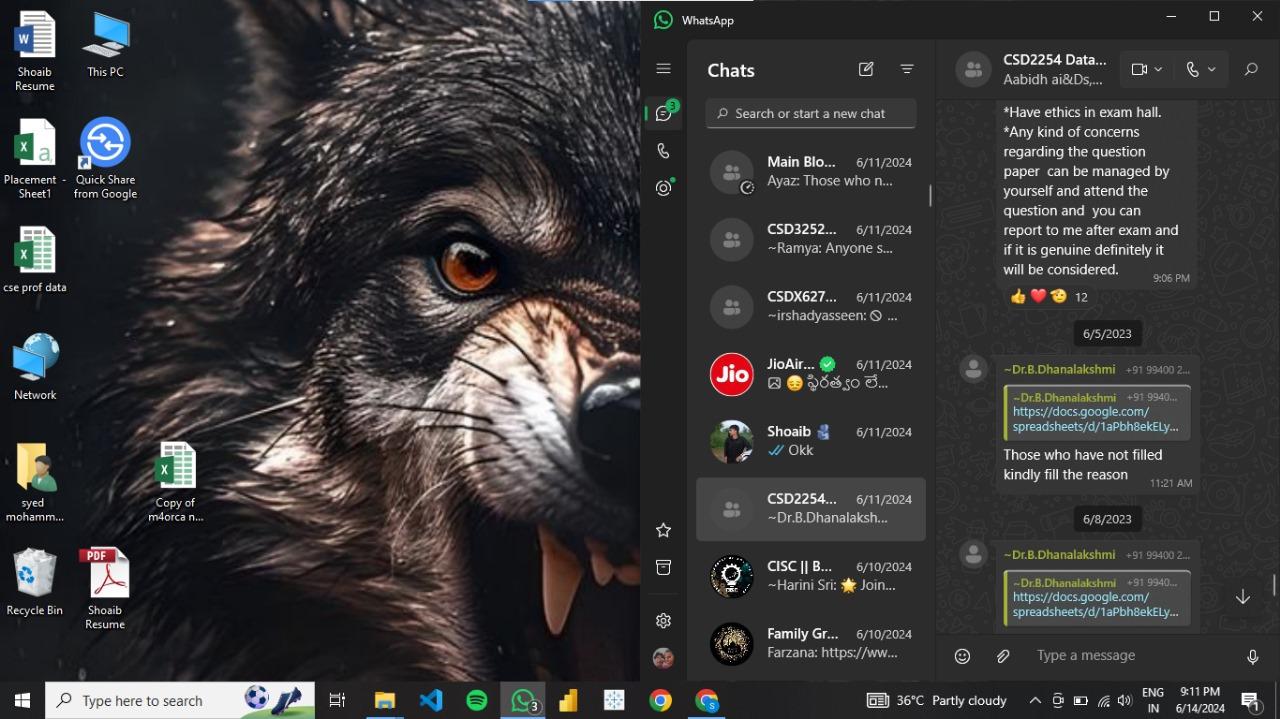 Shoaib
Resume
This PC
Placement -
Sheet1
Quick Share
from Google
cse prof data
Network
syed
mohamm...
Copy of
m4orca n...
Recycle Bin
PDF
Shoaib
Resume
WhatsApp
3
Chats
Search or start a new chat
Main Blo... 6/11/2024
Ayaz: Those who n...
CSD3252... 6/11/2024
~Ramya: Anyone s...
CSDX627... 6/11/2024
~irshadyasseen: ...
Jio
JioAir... 6/11/2024
Shoaib 6/11/2024
Okk
CSD2254... 6/11/2024
~Dr.B.Dhanalaksh...
CISC || B... 6/10/2024
~Harini Sri: 🌟 Join...
Family Gr... 6/10/2024
Farzana: https://ww...
CSD2254 Data...
Aabidh ai&Ds,...
*Have ethics in exam hall.
*Any kind of concerns
regarding the question
paper can be managed by
yourself and attend the
question and you can
report to me after exam and
if it is genuine definitely it
will be considered.
9:06 PM
12
6/5/2023
~Dr.B.Dhanalakshmi +91 99400 2...
~Dr.B.Dhanalakshmi +91 9940...
https://docs.google.com/
spreadsheets/d/1aPbh8ekELy...
Those who have not filled
kindly fill the reason
11:21 AM
6/8/2023
~Dr.B.Dhanalakshmi +91 99400 2...
~Dr.B.Dhanalakshmi +91 9940...
https://docs.google.com/
spreadsheets/d/1aPbh8ekELy...
Type a message
Type here to search
3
36°C Partly cloudy
ENG
IN
6/14/2024
1